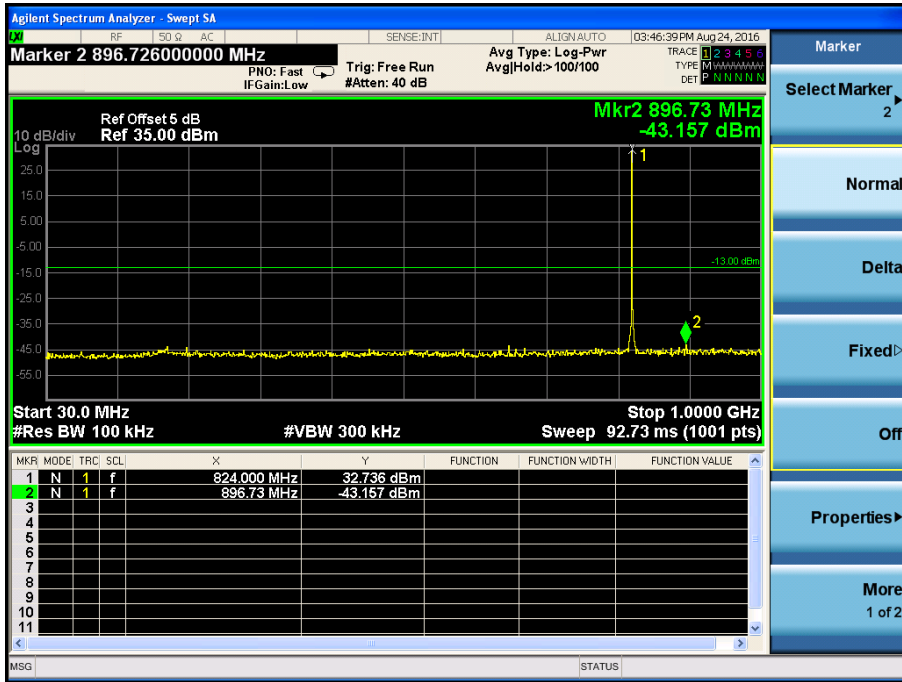 Agilent Spectrum Analyzer - Swept SA
LXI RF 50 Ω AC SENSE:INT ALIGN AUTO 03:46:39 PM Aug 24, 2016
Marker 2 896.726000000 MHz
PNO: Fast
IFGain:Low
Trig: Free Run
#Atten: 40 dB
Avg Type: Log-Pwr
Avg|Hold:> 100/100
TRACE 1 2 3 4 5 6
TYPE M
DET P N N N N N
Marker
Select Marker
2
Normal
Delta
Fixed
Off
Properties
More
1 of 2
Mkr2 896.73 MHz
-43.157 dBm
Ref Offset 5 dB
10 dB/div Ref 35.00 dBm
Log
25.0
15.0
5.00
-5.00
-15.0
-25.0
-35.0
-45.0
-55.0
1
-13.00 dBm
2
Start 30.0 MHz Stop 1.0000 GHz
#Res BW 100 kHz #VBW 300 kHz Sweep 92.73 ms (1001 pts)
MKR MODE TRC SCL X Y FUNCTION FUNCTION WIDTH FUNCTION VALUE
1 N 1 f 824.000 MHz 32.736 dBm
2 N 1 f 896.73 MHz -43.157 dBm
3
4
5
6
7
8
9
10
11
MSG STATUS